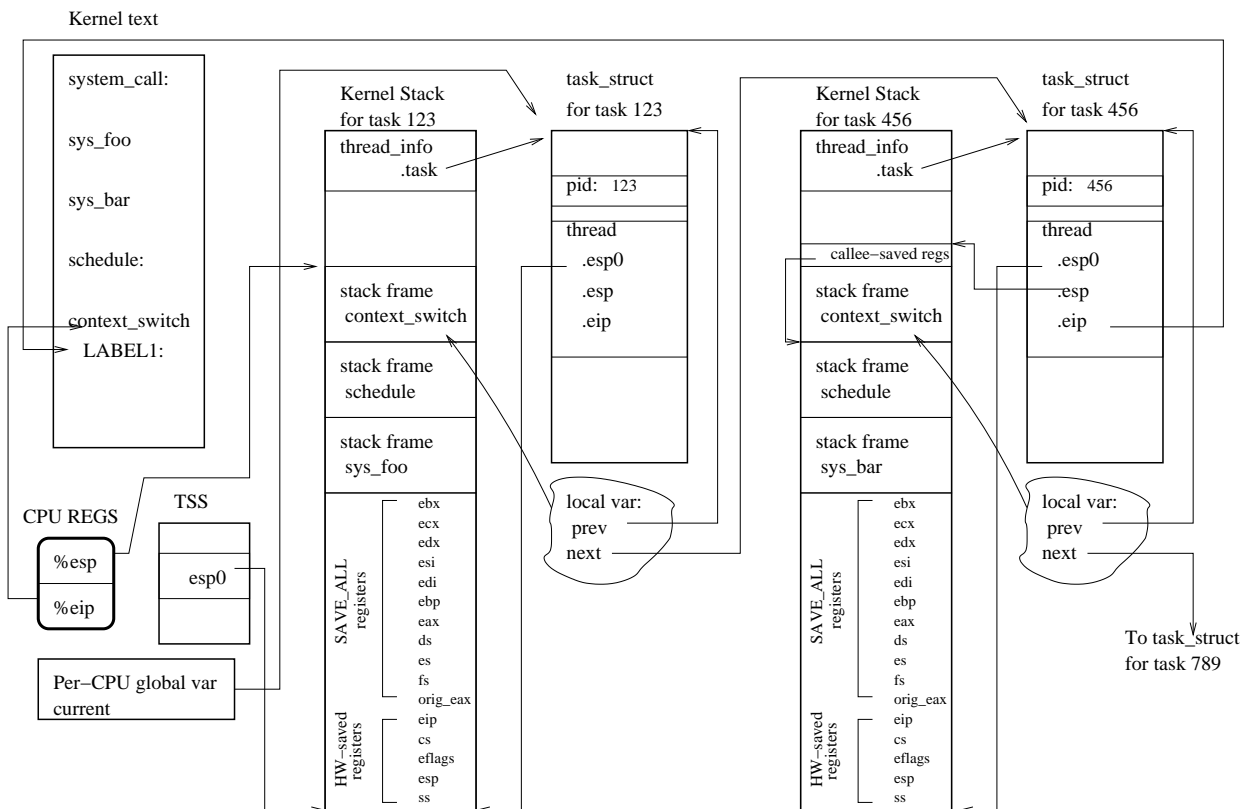 Kernel text
system_call:
sys_foo
sys_bar
schedule:
context_switch
LABEL1:
CPU REGS
%esp
%eip
TSS
esp0
Per−CPU global var
current
Kernel Stack
for task 123
thread_info
.task
stack frame
context_switch
stack frame
schedule
stack frame
sys_foo
SAVE_ALL
registers
ebx
ecx
edx
esi
edi
ebp
eax
ds
es
fs
orig_eax
HW−saved
registers
eip
cs
eflags
esp
ss
task_struct
for task 123
pid: 123
thread
.esp0
.esp
.eip
local var:
prev
next
Kernel Stack
for task 456
thread_info
.task
callee−saved regs
stack frame
context_switch
stack frame
schedule
stack frame
sys_bar
SAVE_ALL
registers
ebx
ecx
edx
esi
edi
ebp
eax
ds
es
fs
orig_eax
HW−saved
registers
eip
cs
eflags
esp
ss
task_struct
for task 456
pid: 456
thread
.esp0
.esp
.eip
local var:
prev
next
To task_struct
for task 789